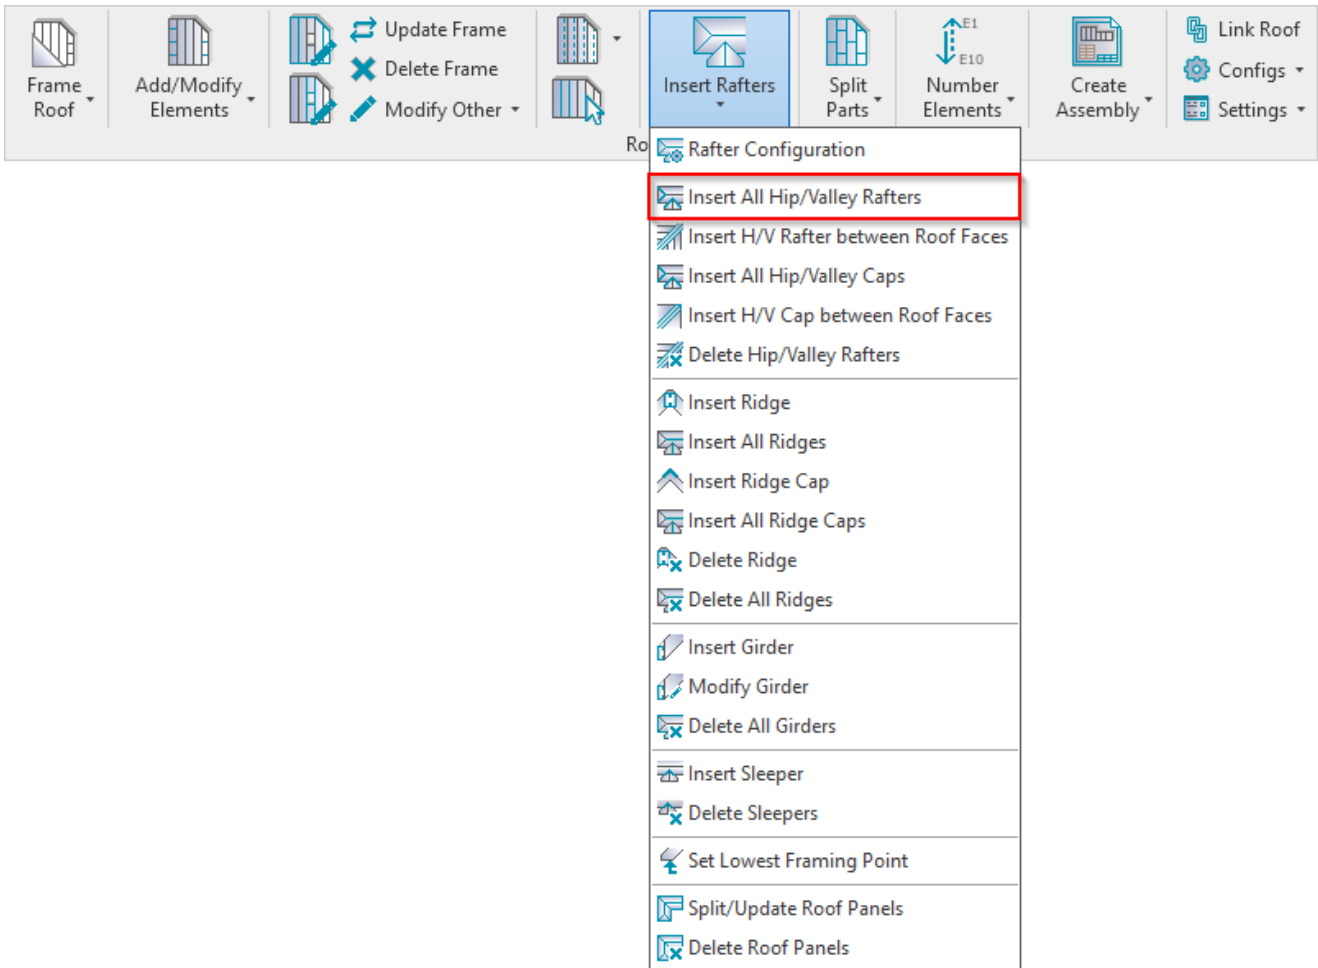 Frame
Roof
Add/Modify
Elements
Update Frame
Delete Frame
Modify Other
Insert Rafters
Split
Parts
E1
E10
Number
Elements
Create
Assembly
Link Roof
Configs
Settings
Ro
Rafter Configuration
Insert All Hip/Valley Rafters
Insert H/V Rafter between Roof Faces
Insert All Hip/Valley Caps
Insert H/V Cap between Roof Faces
Delete Hip/Valley Rafters
Insert Ridge
Insert All Ridges
Insert Ridge Cap
Insert All Ridge Caps
Delete Ridge
Delete All Ridges
Insert Girder
Modify Girder
Delete All Girders
Insert Sleeper
Delete Sleepers
Set Lowest Framing Point
Split/Update Roof Panels
Delete Roof Panels